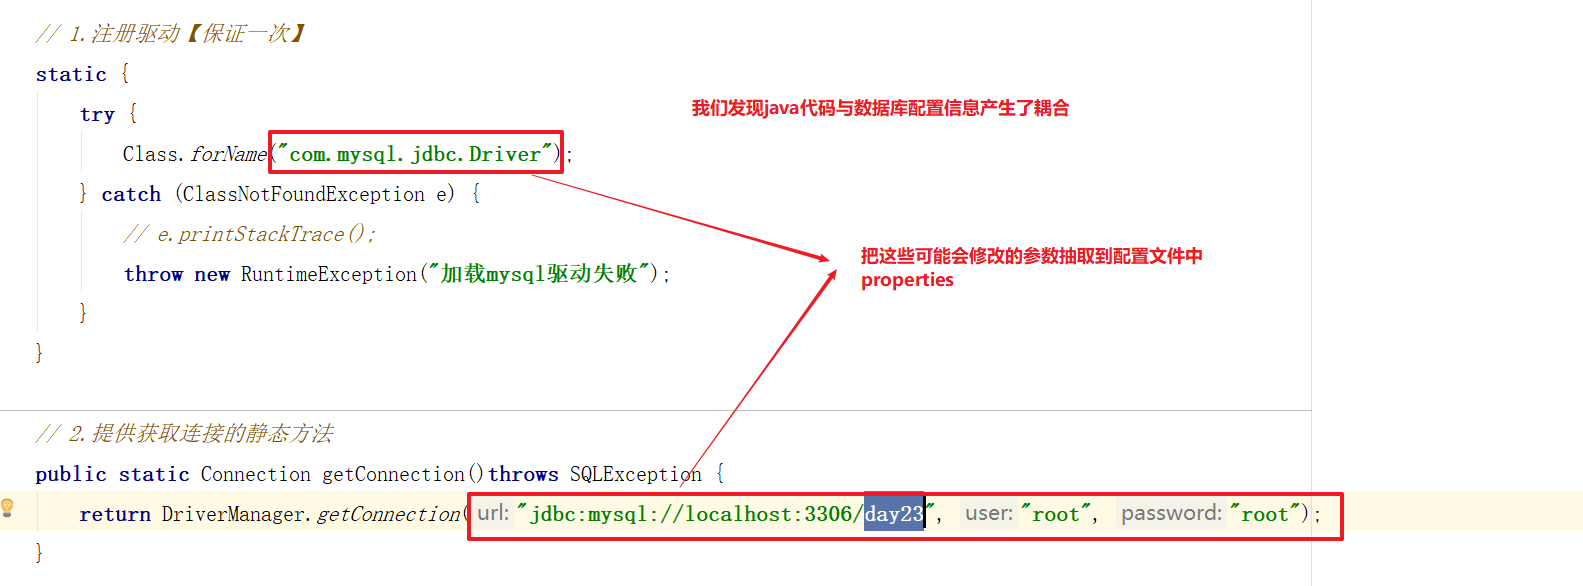 // 1.注册驱动【保证一次】
static {
try {
我们发现java代码与数据库配置信息产生了耦合
Class.forName("com.mysql.jdbc.Driver");
} catch (ClassNotFoundException e) {
// e.printStackTrace();
把这些可能会修改的参数抽取到配置文件中
properties
throw new RuntimeException("加载mysql驱动失败");
}
}
// 2.提供获取连接的静态方法
public static Connection getConnection()throws SQLException {
return DriverManager.getConnection( url: "jdbc:mysql://localhost:3306/day23", user: "root", password: "root");
}